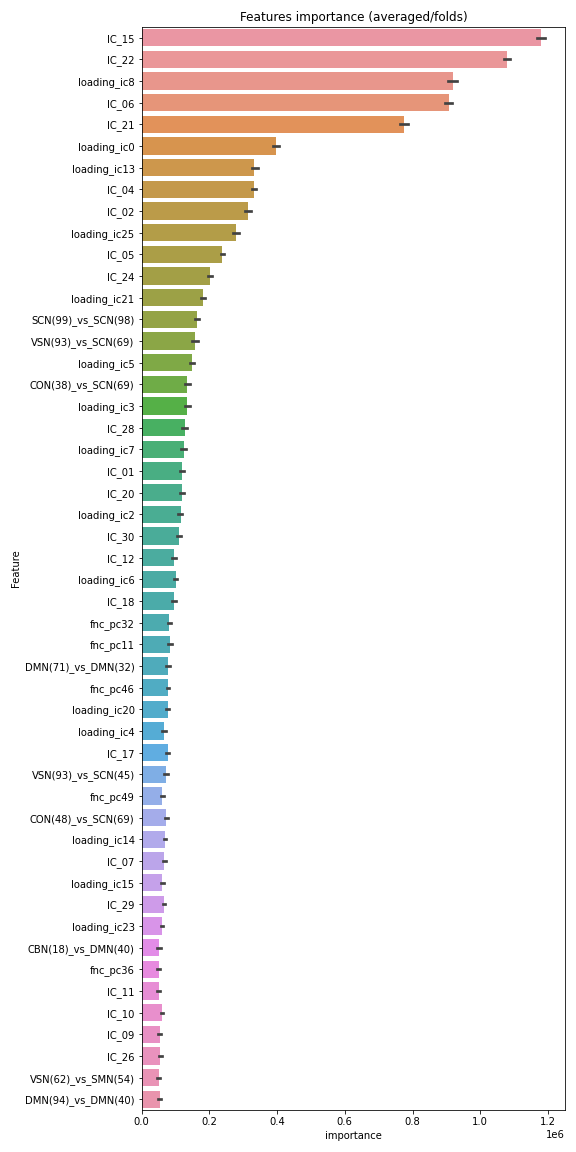 Features importance (averaged/folds)
IC_15
IC_22
loading_ic8
IC_06
IC_21
loading_ic0
loading_ic13
IC_04
IC_02
loading_ic25
IC_05
IC_24
loading_ic21
SCN(99)_vs_SCN(98)
VSN(93)_vs_SCN(69)
loading_ic5
CON(38)_vs_SCN(69)
loading_ic3
IC_28
loading_ic7
IC_01
IC_20
loading_ic2
IC_30
IC_12
loading_ic6
IC_18
fnc_pc32
fnc_pc11
DMN(71)_vs_DMN(32)
fnc_pc46
loading_ic20
loading_ic4
IC_17
VSN(93)_vs_SCN(45)
fnc_pc49
CON(48)_vs_SCN(69)
loading_ic14
IC_07
loading_ic15
IC_29
loading_ic23
CBN(18)_vs_DMN(40)
fnc_pc36
IC_11
IC_10
IC_09
IC_26
VSN(62)_vs_SMN(54)
DMN(94)_vs_DMN(40)
Feature
0.0 0.2 0.4 0.6 0.8 1.0 1.2
1e6
importance